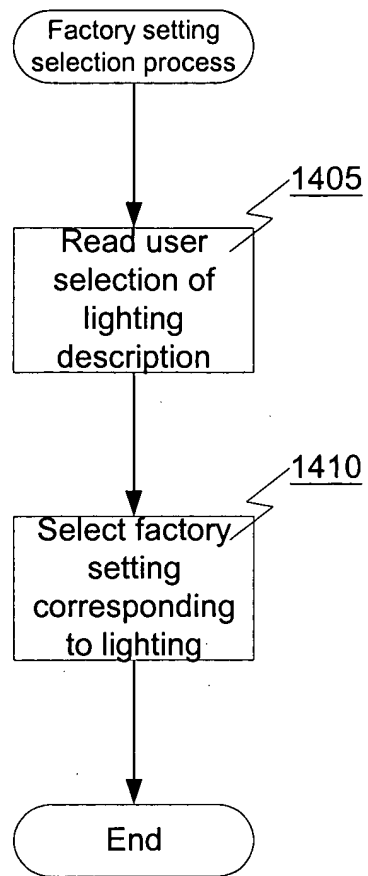 Factory setting
selection process
1405
Read user
selection of
lighting
description
1410
Select factory
setting
corresponding
to lighting
End